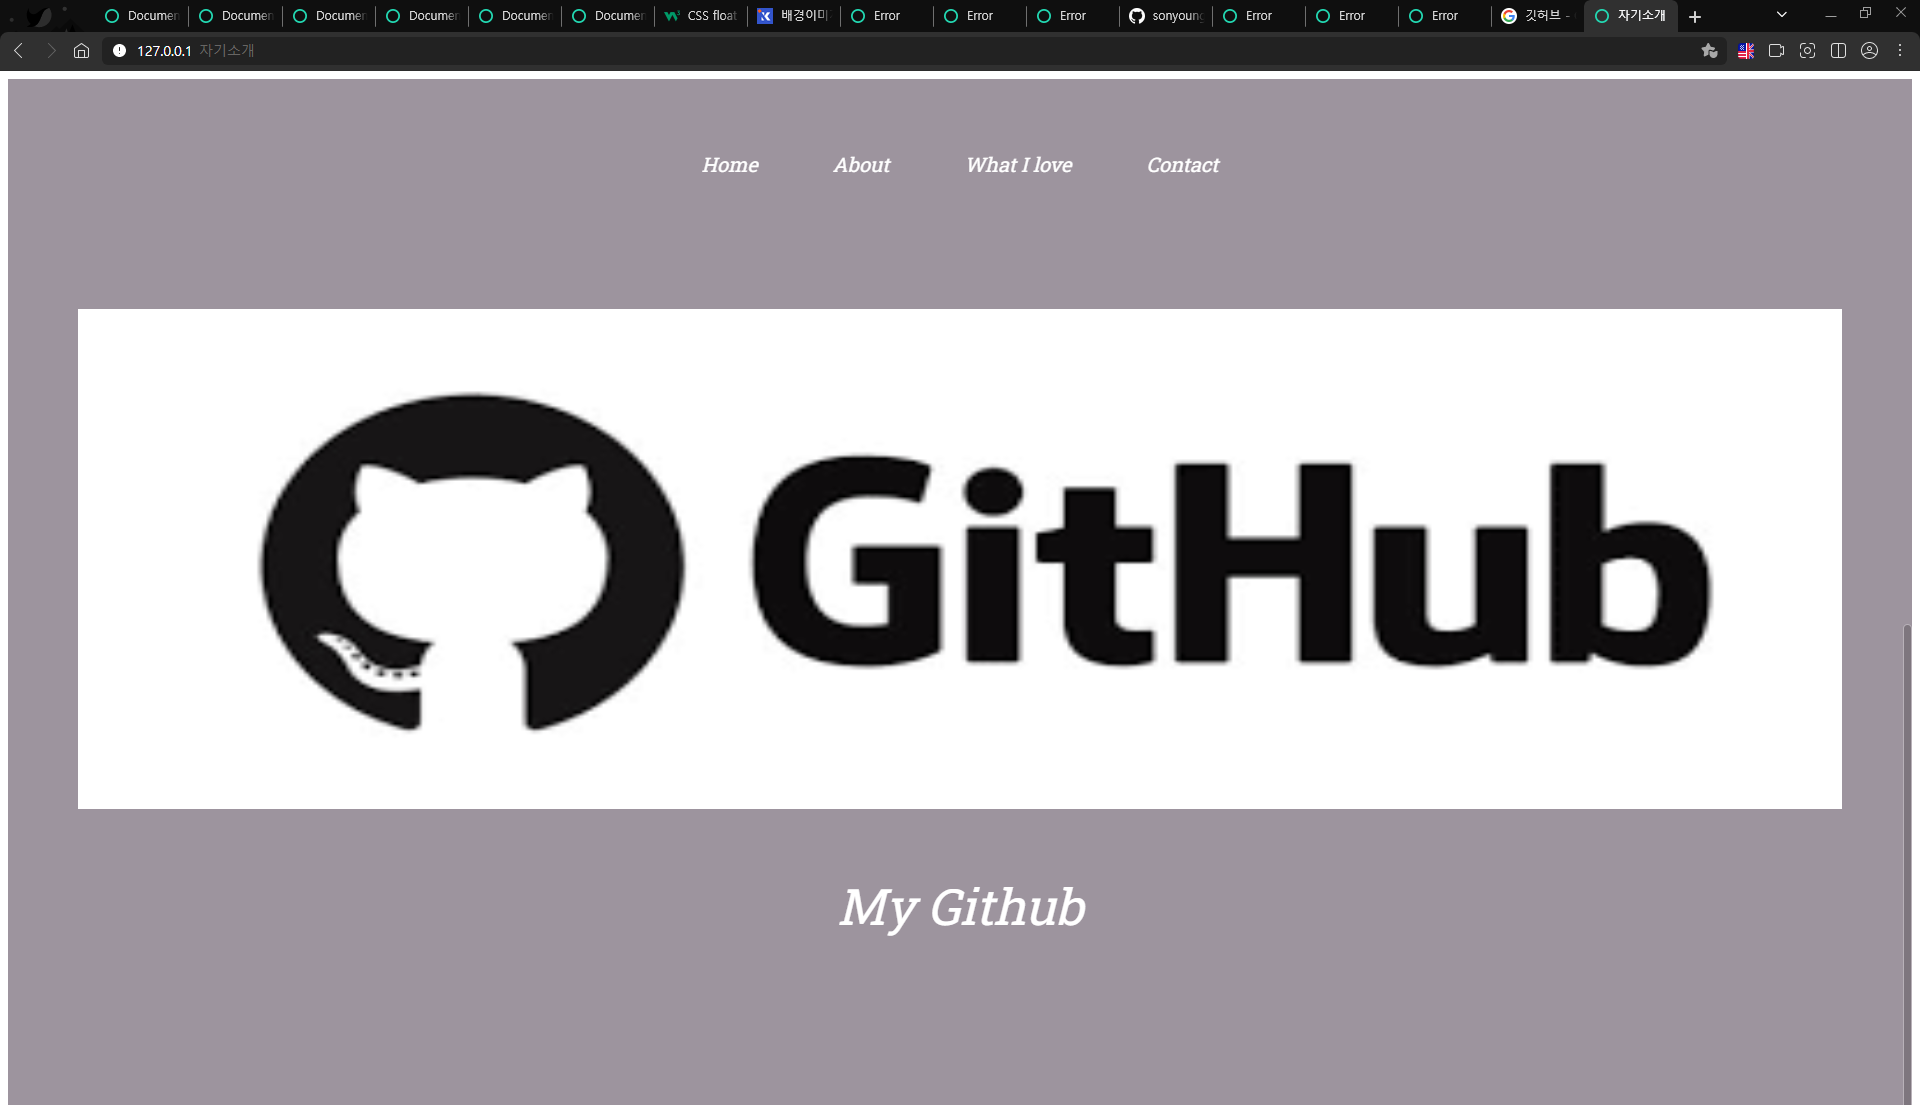 Documen Documen Documen Documen Documen Documen CSS float 배경이미 Error Error Error sonyoung Error Error Error 깃허브 - 자기소개
127.0.0.1 자기소개
Home About What I love Contact
GitHub
My Github